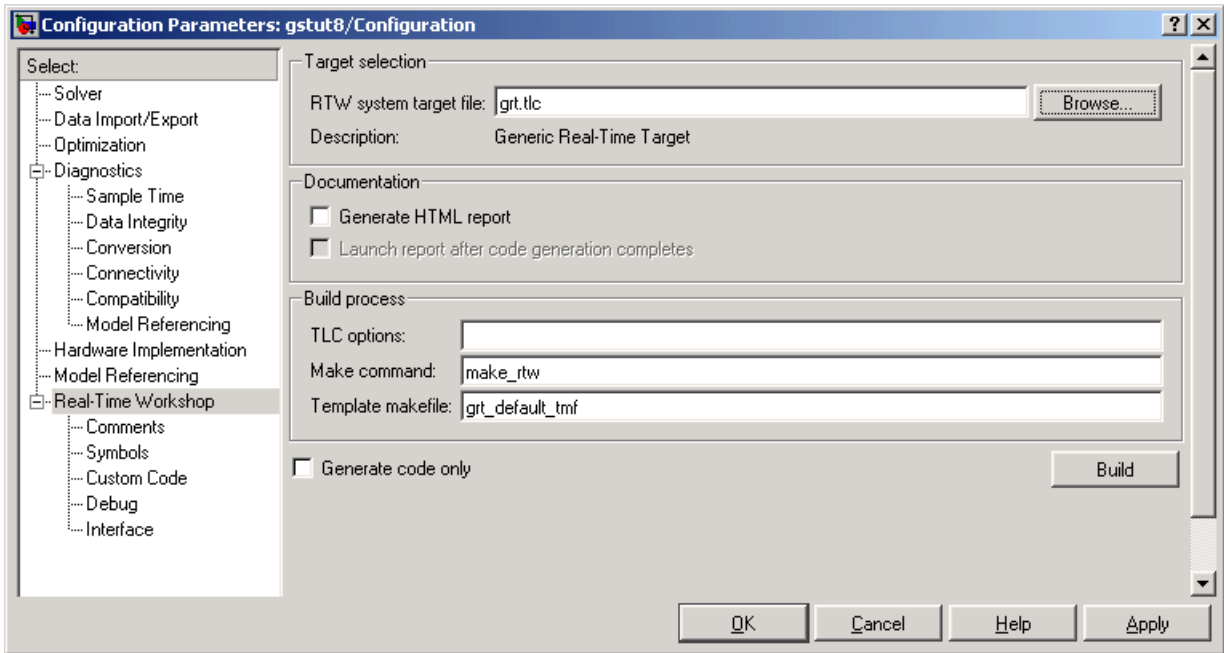 Configuration Parameters: gstut8/Configuration
Select:
Solver
Data Import/Export
Optimization
Diagnostics
Sample Time
Data Integrity
Conversion
Connectivity
Compatibility
Model Referencing
Hardware Implementation
Model Referencing
Real-Time Workshop
Comments
Symbols
Custom Code
Debug
Interface
Target selection
RTW system target file: grt.tlc Browse...
Description: Generic Real-Time Target
Documentation
Generate HTML report
Launch report after code generation completes
Build process
TLC options:
Make command: make_rtw
Template makefile: grt_default_tmf
Generate code only Build
OK Cancel Help Apply